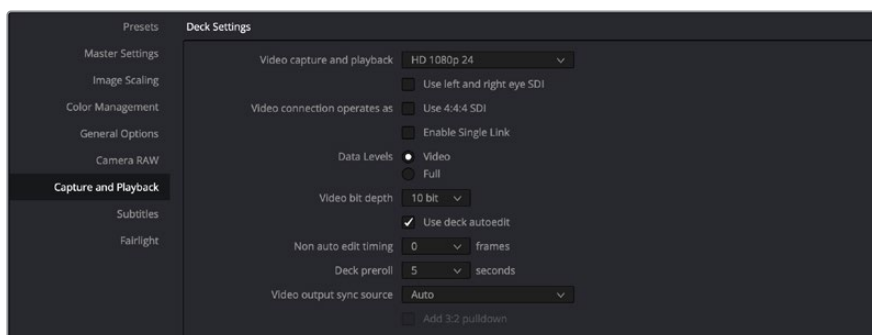 Presets
Master Settings
Image Scaling
Color Management
General Options
Camera RAW
Capture and Playback
Subtitles
Fairlight
Deck Settings
Video capture and playback HD 1080p 24
Use left and right eye SDI
Video connection operates as Use 4:4:4 SDI
Enable Single Link
Data Levels Video
Full
Video bit depth 10 bit
Use deck autoedit
Non auto edit timing 0 frames
Deck preroll 5 seconds
Video output sync source Auto
Add 3:2 pulldown